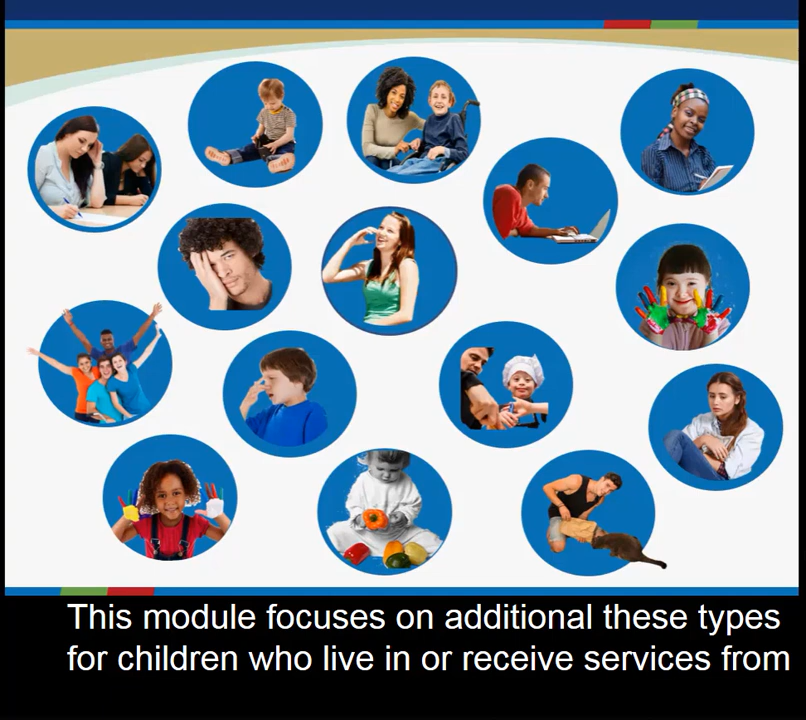 This module focuses on additional these types
for children who live in or receive services from